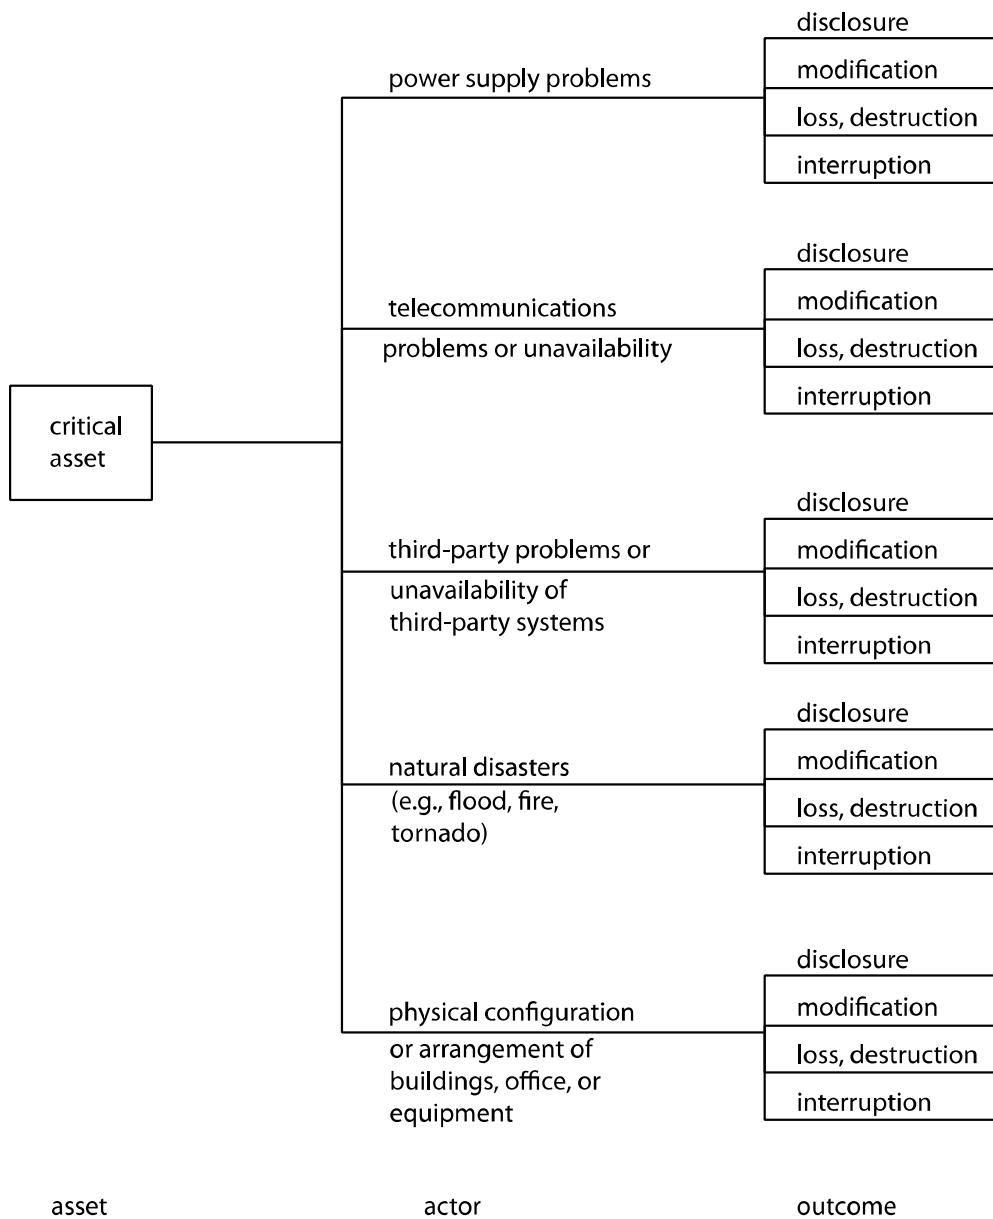 disclosure
power supply problems
modification
loss, destruction
interruption
disclosure
telecommunications
problems or unavailability
modification
loss, destruction
interruption
critical
asset
disclosure
third-party problems or
unavailability of
third-party systems
modification
loss, destruction
interruption
disclosure
natural disasters
(e.g., flood, fire,
tornado)
modification
loss, destruction
interruption
disclosure
physical configuration
or arrangement of
buildings, office, or
equipment
modification
loss, destruction
interruption
asset
actor
outcome